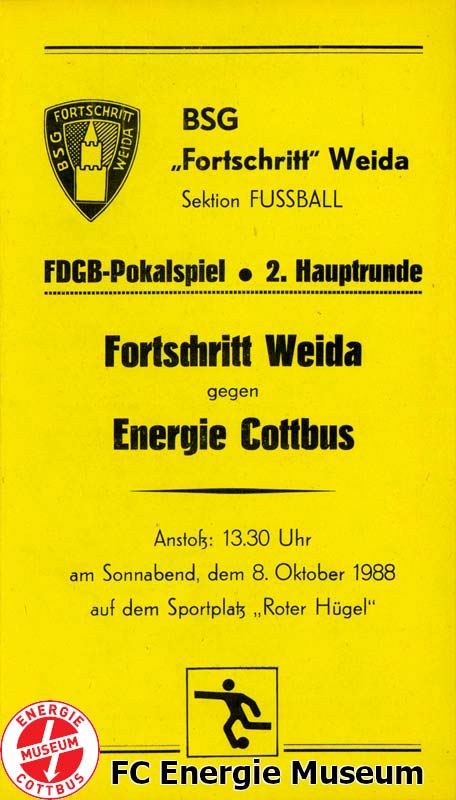 BSG FORTSCHRITT WEIDA
BSG
„Fortschritt" Weida
Sektion FUSSBALL
FDGB-Pokalspiel ● 2. Hauptrunde
Fortschritt Weida
gegen
Energie Cottbus
Anstoß: 13.30 Uhr
am Sonnabend, dem 8. Oktober 1988
auf dem Sportplatz „Roter Hügel"
ENERGIE
MUSEUM
COTTBUS
FC Energie Museum